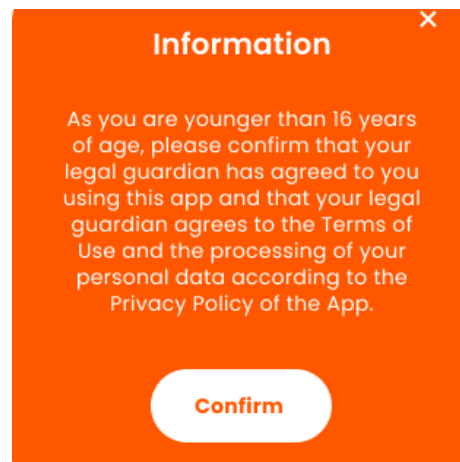 ×
Information
As you are younger than 16 years
of age, please confirm that your
legal guardian has agreed to you
using this app and that your legal
guardian agrees to the Terms of
Use and the processing of your
personal data according to the
Privacy Policy of the App.
Confirm